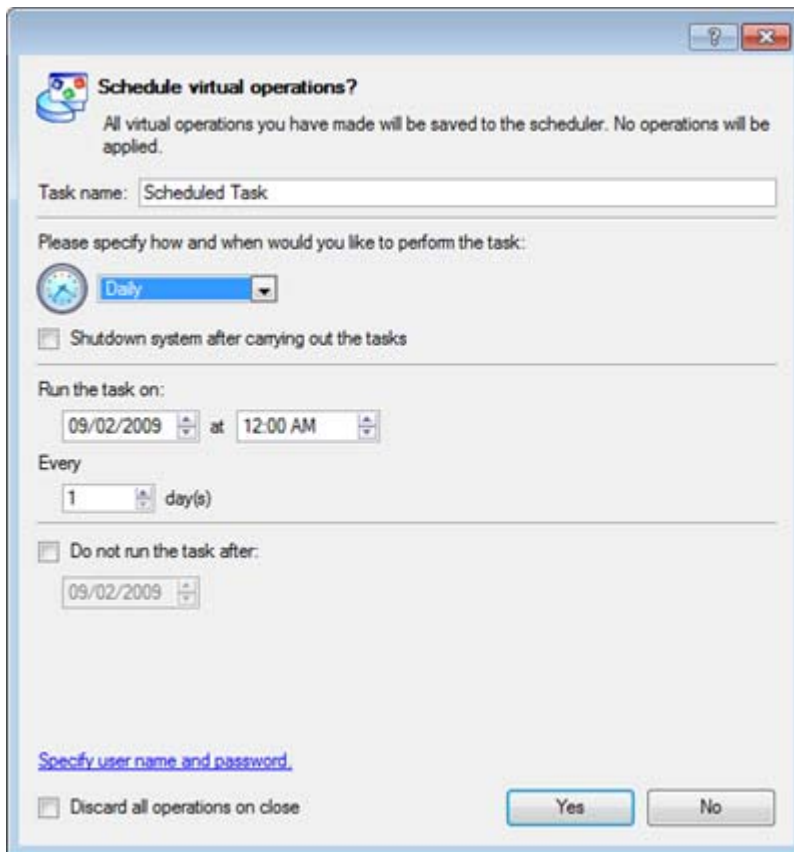 ?
Schedule virtual operations?
All virtual operations you have made will be saved to the scheduler. No operations will be
applied.
Task name: Scheduled Task
Please specify how and when would you like to perform the task:
Daily
Shutdown system after carrying out the tasks
Run the task on:
09/02/2009 at 12:00 AM
Every
1 day(s)
Do not run the task after:
09/02/2009
Specify user name and password.
Discard all operations on close Yes No